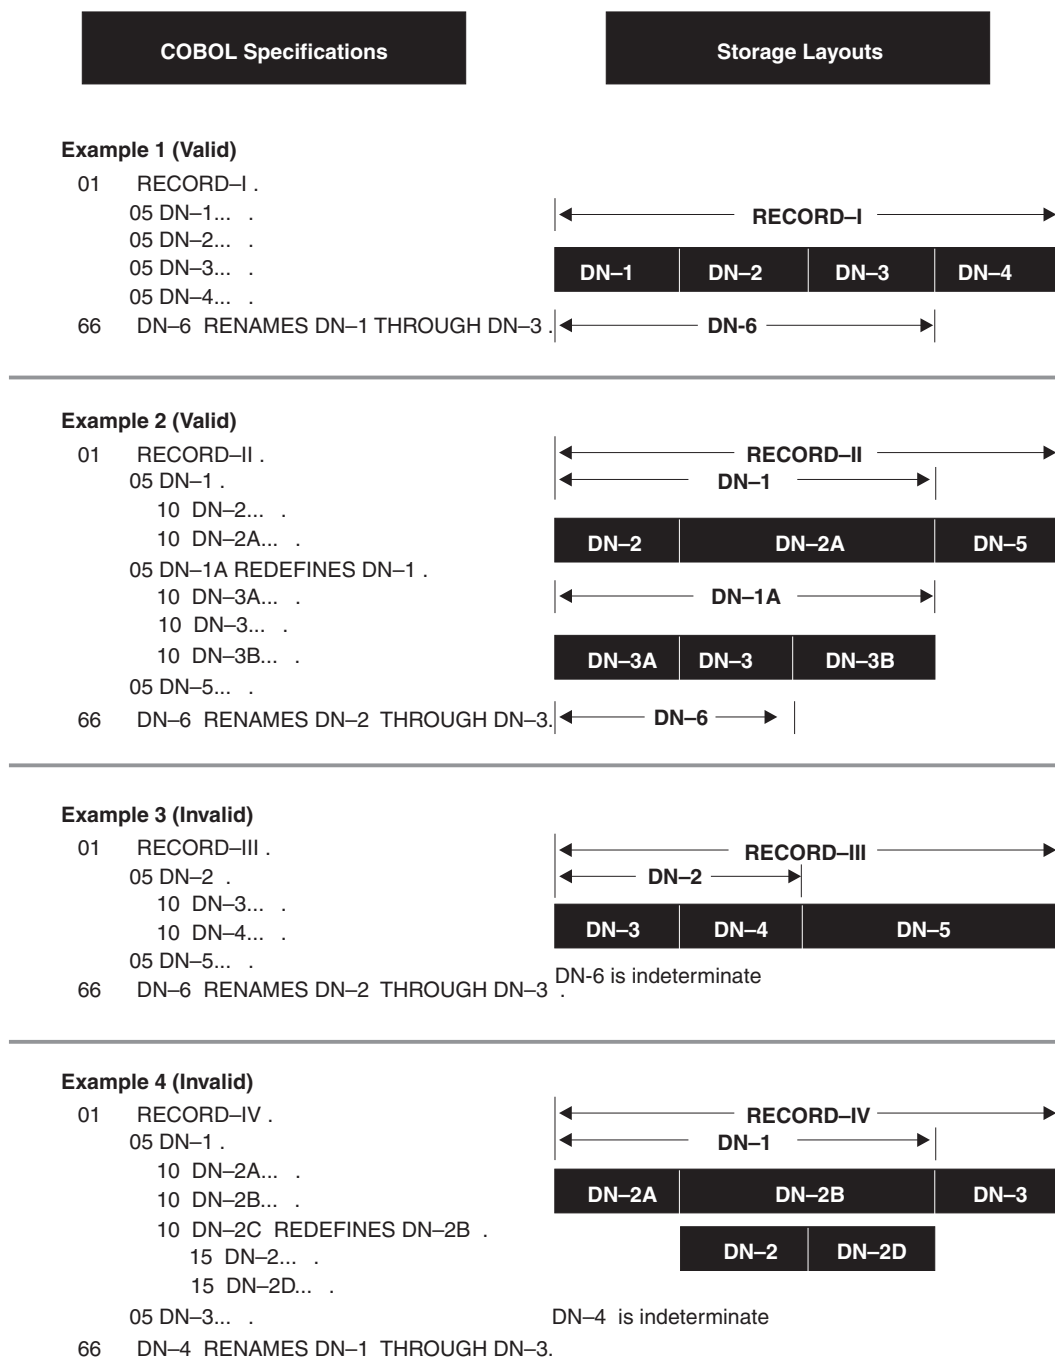 COBOL Specifications
Storage Layouts
Example 1 (Valid)
01 RECORD–I .
05 DN–1... .
05 DN–2... .
05 DN–3... .
05 DN–4... .
66 DN–6 RENAMES DN–1 THROUGH DN–3 .
RECORD–I
DN–1 DN–2 DN–3 DN–4
DN-6
Example 2 (Valid)
01 RECORD–II .
05 DN–1 .
10 DN–2... .
10 DN–2A... .
05 DN–1A REDEFINES DN–1 .
10 DN–3A... .
10 DN–3... .
10 DN–3B... .
05 DN–5... .
66 DN–6 RENAMES DN–2 THROUGH DN–3.
RECORD–II
DN–1
DN–2 DN–2A DN–5
DN–1A
DN–3A DN–3 DN–3B
DN–6
Example 3 (Invalid)
01 RECORD–III .
05 DN–2 .
10 DN–3... .
10 DN–4... .
05 DN–5... .
66 DN–6 RENAMES DN–2 THROUGH DN–3 .
RECORD–III
DN–2
DN–3 DN–4 DN–5
DN-6 is indeterminate
Example 4 (Invalid)
01 RECORD–IV .
05 DN–1 .
10 DN–2A... .
10 DN–2B... .
10 DN–2C REDEFINES DN–2B .
15 DN–2... .
15 DN–2D... .
05 DN–3... .
66 DN–4 RENAMES DN–1 THROUGH DN–3.
RECORD–IV
DN–1
DN–2A DN–2B DN–3
DN–2 DN–2D
DN–4 is indeterminate